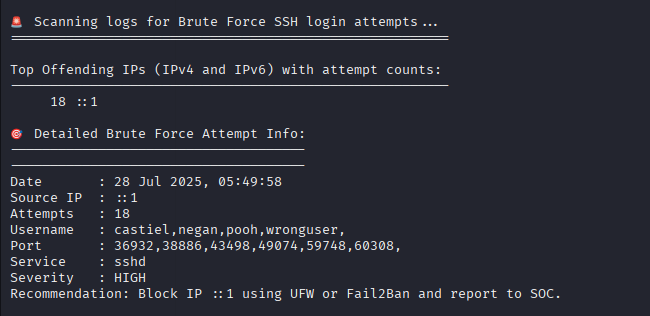 🚨 Scanning logs for Brute Force SSH login attempts...
=======================================================
Top Offending IPs (IPv4 and IPv6) with attempt counts:
-------------------------------------------------------
18 ::1
🎯 Detailed Brute Force Attempt Info:
-------------------------------------
-------------------------------------
Date       : 28 Jul 2025, 05:49:58
Source IP  : ::1
Attempts   : 18
Username   : castiel,negan,pooh,wronguser,
Port       : 36932,38886,43498,49074,59748,60308,
Service    : sshd
Severity   : HIGH
Recommendation: Block IP ::1 using UFW or Fail2Ban and report to SOC.